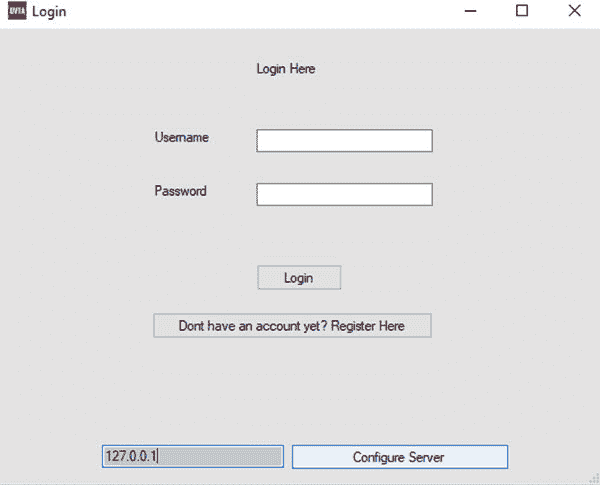 DVTA Login
Login Here
Username
Password
Login
Dont have an account yet? Register Here
127.0.0.1 Configure Server